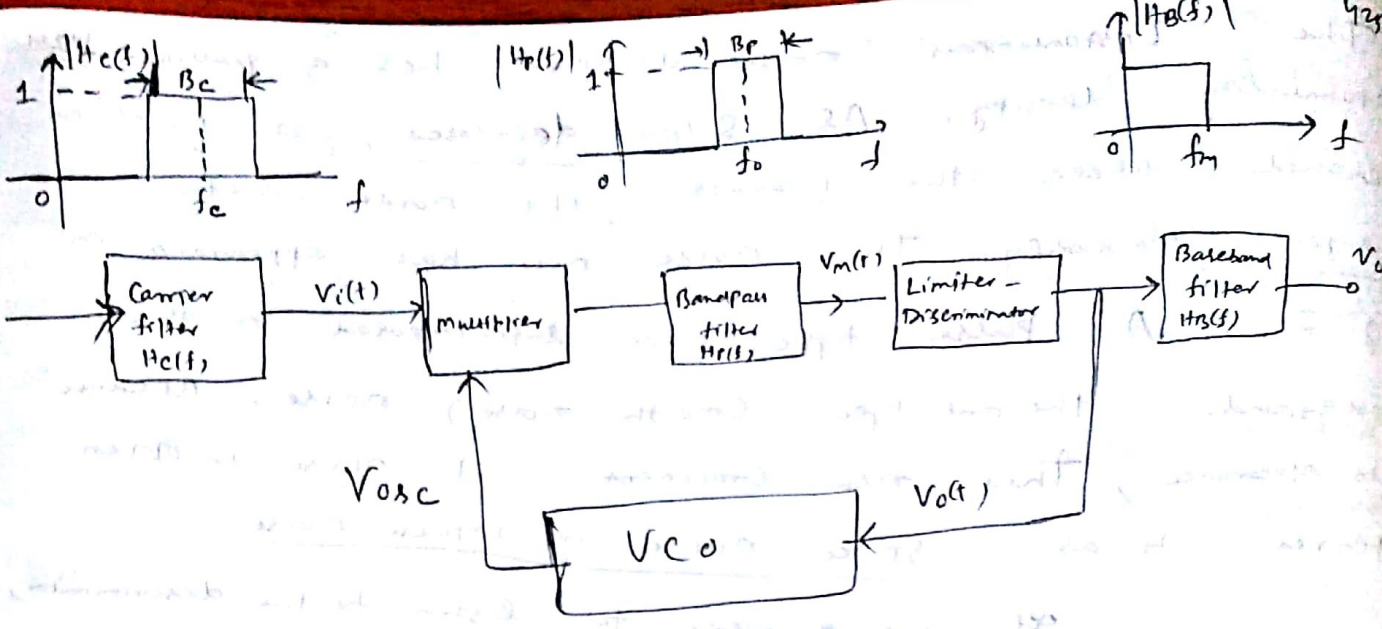 |Hc(f)|
Bc
1
0
fc
f
|Hp(f)|
Bp
1
0
fo
f
|HB(f)|
0
fm
f
Carrier
filter
Hc(f)
Vi(t)
Multiplier
Bandpass
filter
Hp(f)
Vm(t)
Limiter -
Discriminator
Baseband
filter
HB(f)
Vosc
VCO
Vo(t)